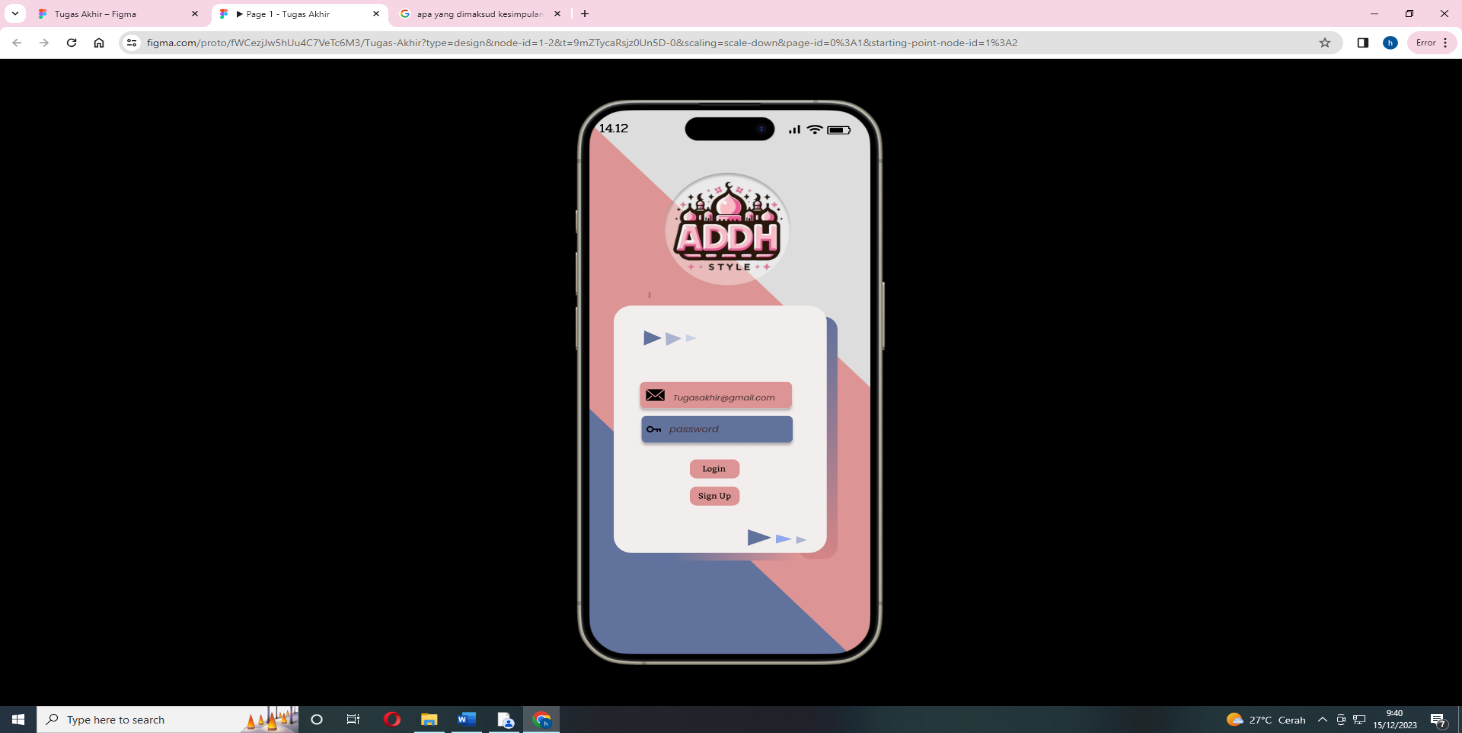 Tugas Akhir – Figma
Page 1 - Tugas Akhir
apa yang dimaksud kesimpulan
figma.com/proto/fWCezjJw5hUu4C7VeTc6M3/Tugas-Akhir?type=design&node-id=1-2&t=9mZTycaRsjz0Un5D-0&scaling=scale-down&page-id=0%3A1&starting-point-node-id=1%3A2
h
Error
14.12
ADDH
STYLE
Tugasakhir@gmail.com
password
Login
Sign Up
Type here to search
27°C Cerah
9:40
15/12/2023
7